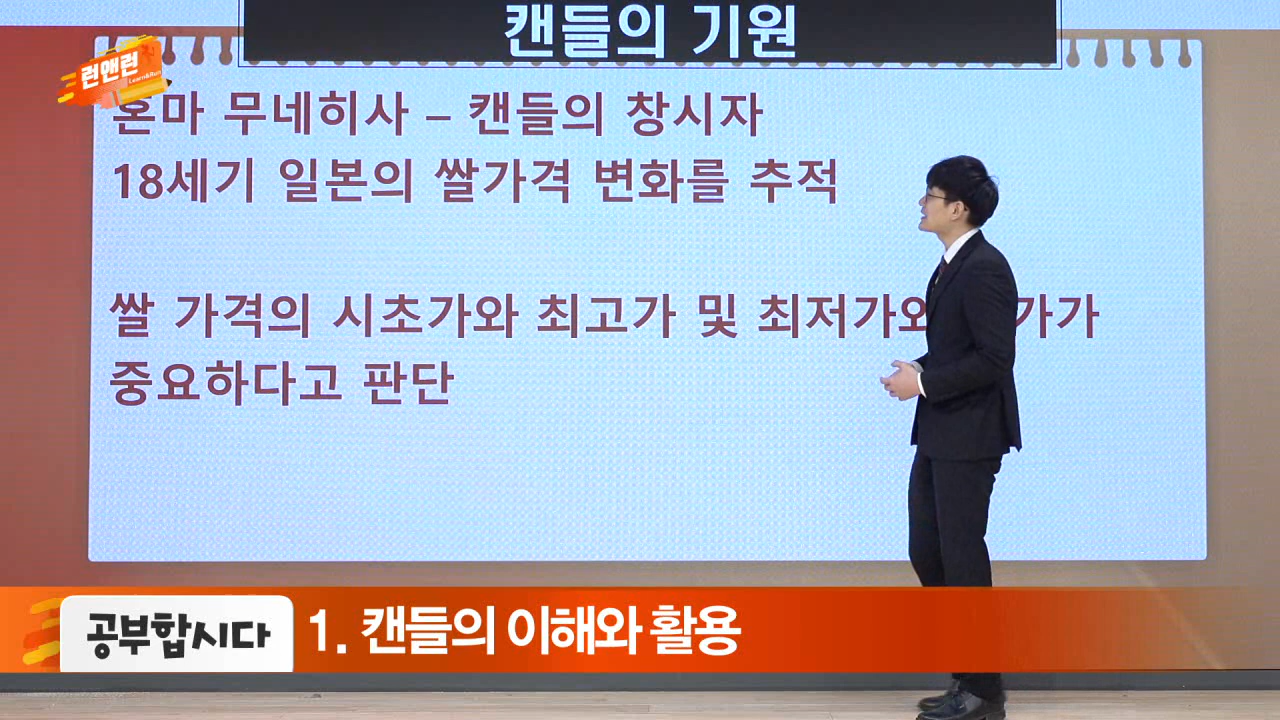 캔들의 기원
런앤런
Learn&Run
혼마 무네히사 – 캔들의 창시자
18세기 일본의 쌀가격 변화를 추적
쌀 가격의 시초가와 최고가 및 최저가와 가가
중요하다고 판단
공부합시다
1. 캔들의 이해와 활용